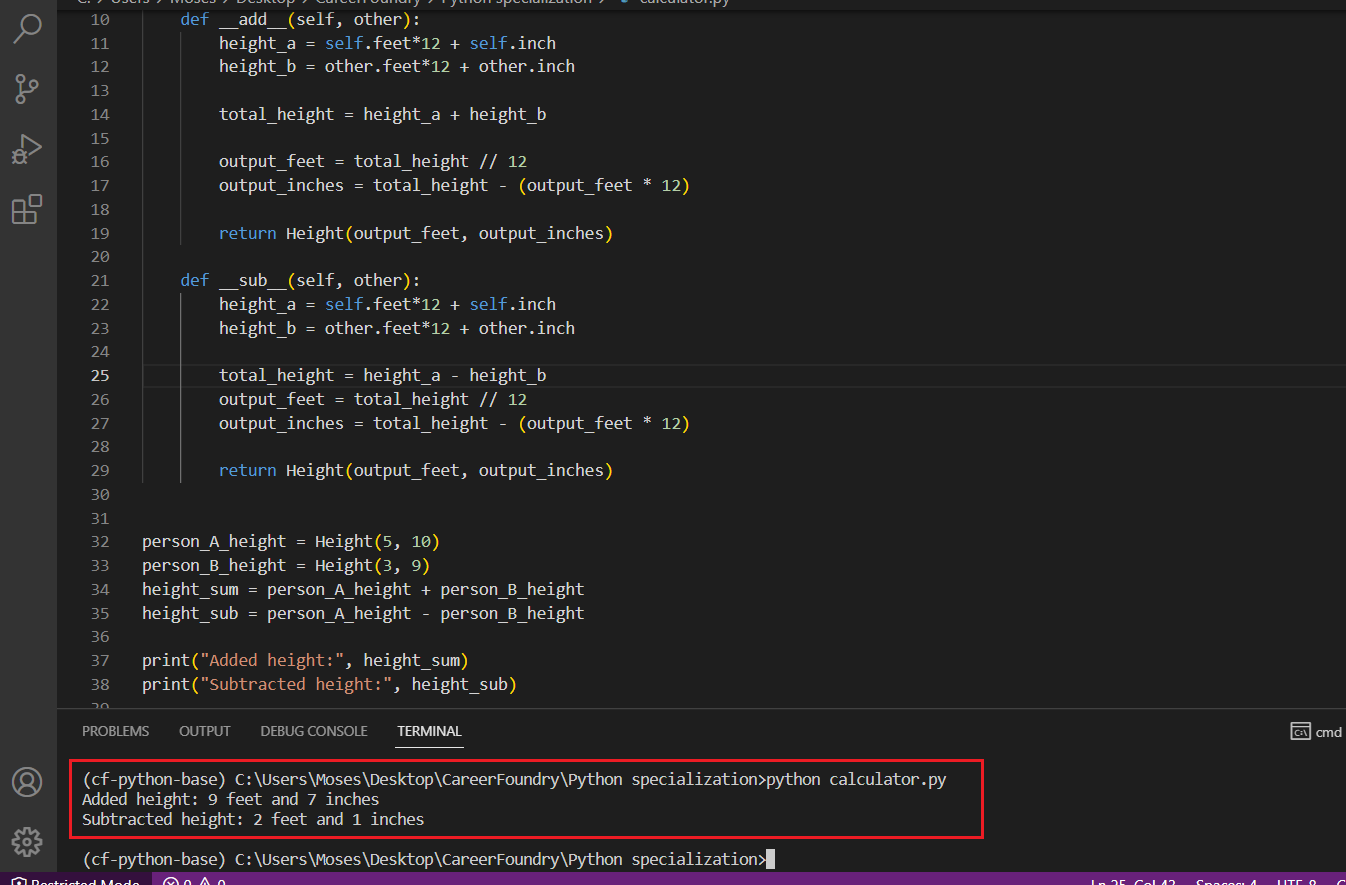 C: > Users > Moses > Desktop > CareerFoundry > Python specialization > calculator.py
10 def __add__(self, other):
11 height_a = self.feet*12 + self.inch
12 height_b = other.feet*12 + other.inch
13
14 total_height = height_a + height_b
15
16 output_feet = total_height // 12
17 output_inches = total_height - (output_feet * 12)
18
19 return Height(output_feet, output_inches)
20
21 def __sub__(self, other):
22 height_a = self.feet*12 + self.inch
23 height_b = other.feet*12 + other.inch
24
25 total_height = height_a - height_b
26 output_feet = total_height // 12
27 output_inches = total_height - (output_feet * 12)
28
29 return Height(output_feet, output_inches)
30
31
32 person_A_height = Height(5, 10)
33 person_B_height = Height(3, 9)
34 height_sum = person_A_height + person_B_height
35 height_sub = person_A_height - person_B_height
36
37 print("Added height:", height_sum)
38 print("Subtracted height:", height_sub)
39
PROBLEMS OUTPUT DEBUG CONSOLE TERMINAL cmd
(cf-python-base) C:\Users\Moses\Desktop\CareerFoundry\Python specialization>python calculator.py
Added height: 9 feet and 7 inches
Subtracted height: 2 feet and 1 inches
(cf-python-base) C:\Users\Moses\Desktop\CareerFoundry\Python specialization>
Restricted Mode 0 0 Ln 25, Col 43 Spaces: 4 UTF-8